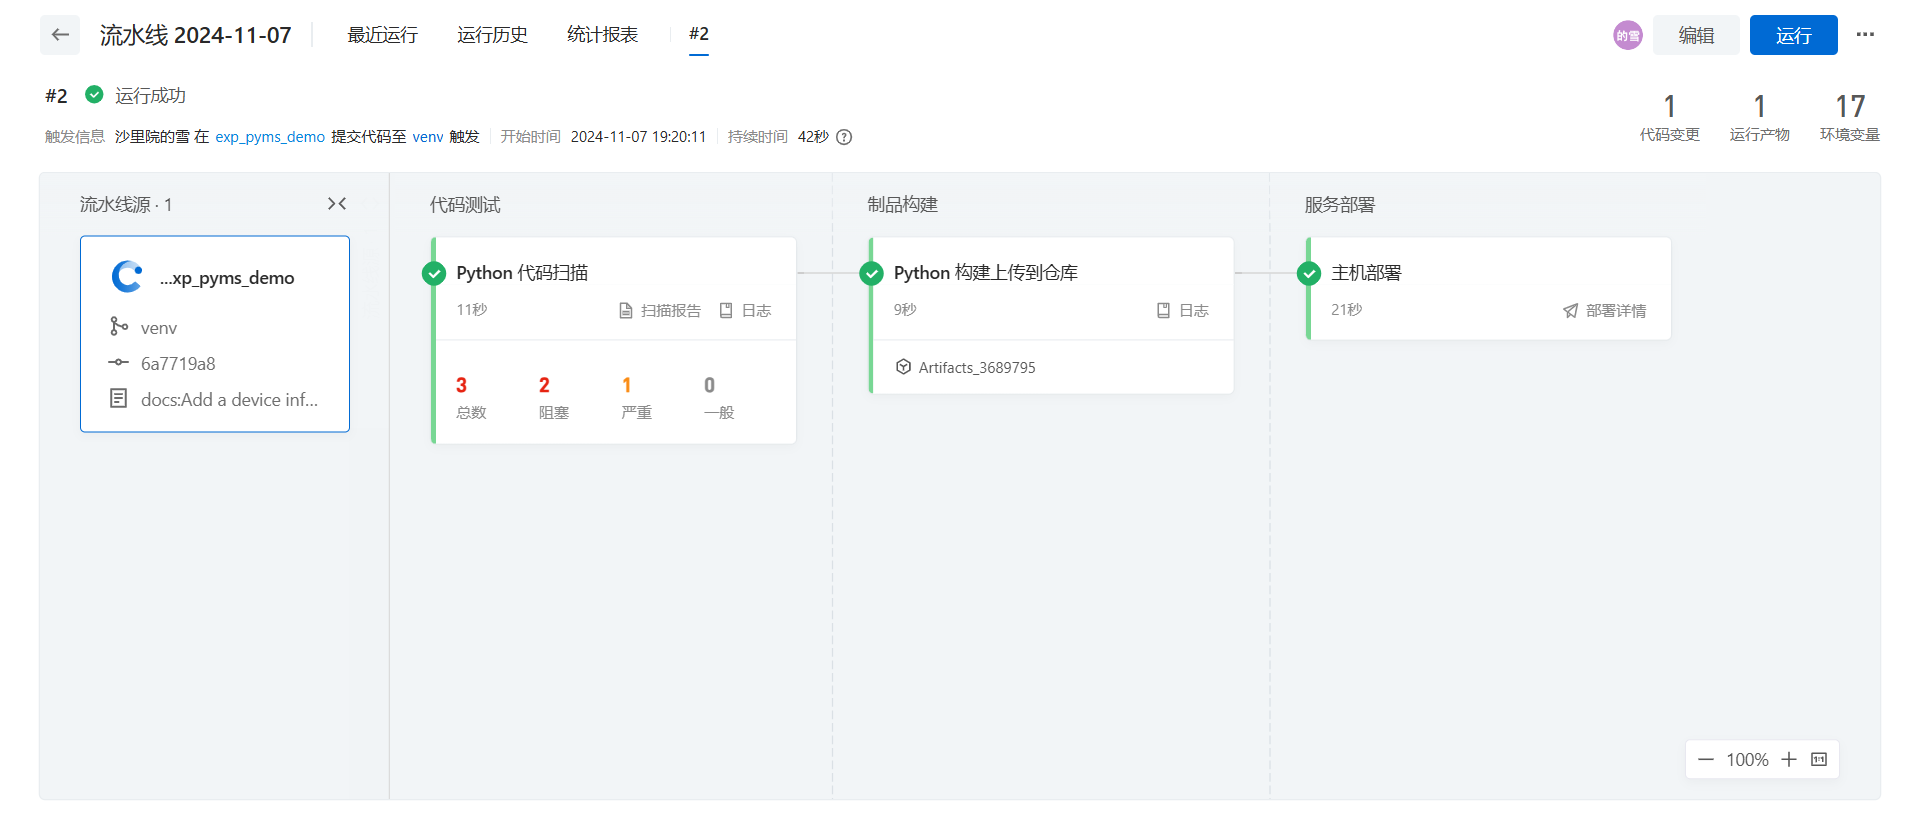 流水线 2024-11-07 最近运行 运行历史 统计报表 #2 的雪 编辑 运行
#2 运行成功
触发信息 沙里院的雪 在 exp_pyms_demo 提交代码至 venv 触发 开始时间 2024-11-07 19:20:11 持续时间 42秒
1 代码变更
1 运行产物
17 环境变量
流水线源 · 1
...xp_pyms_demo
venv
6a7719a8
docs:Add a device inf...
代码测试
Python 代码扫描
11秒 扫描报告 日志
3 2 1 0
总数 阻塞 严重 一般
制品构建
Python 构建上传到仓库
9秒 日志
Artifacts_3689795
服务部署
主机部署
21秒 部署详情
100%